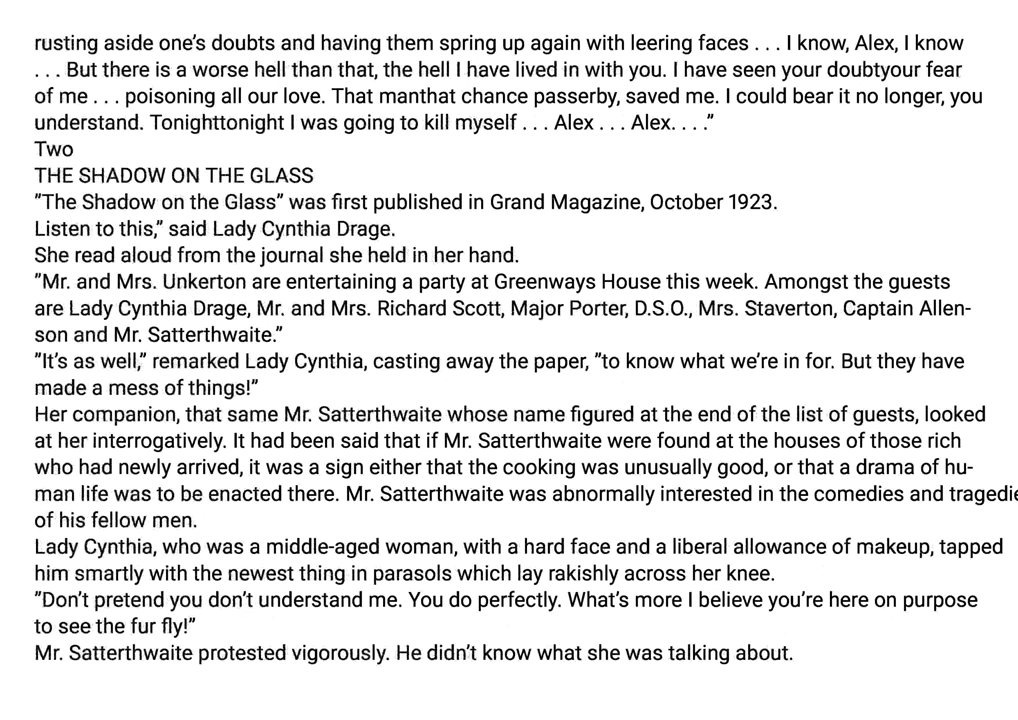 rusting aside one's doubts and having them spring up again with leering faces . . . I know, Alex, I know
. . . But there is a worse hell than that, the hell I have lived in with you. I have seen your doubtyour fear
of me . . . poisoning all our love. That manthat chance passerby, saved me. I could bear it no longer, you
understand. Tonighttonight I was going to kill myself . . . Alex . . . Alex. . . ."
Two
THE SHADOW ON THE GLASS
"The Shadow on the Glass" was first published in Grand Magazine, October 1923.
Listen to this," said Lady Cynthia Drage.
She read aloud from the journal she held in her hand.
"Mr. and Mrs. Unkerton are entertaining a party at Greenways House this week. Amongst the guests
are Lady Cynthia Drage, Mr. and Mrs. Richard Scott, Major Porter, D.S.O., Mrs. Staverton, Captain Allen-
son and Mr. Satterthwaite."
"It's as well," remarked Lady Cynthia, casting away the paper, "to know what we're in for. But they have
made a mess of things!"
Her companion, that same Mr. Satterthwaite whose name figured at the end of the list of guests, looked
at her interrogatively. It had been said that if Mr. Satterthwaite were found at the houses of those rich
who had newly arrived, it was a sign either that the cooking was unusually good, or that a drama of hu-
man life was to be enacted there. Mr. Satterthwaite was abnormally interested in the comedies and tragedie
of his fellow men.
Lady Cynthia, who was a middle-aged woman, with a hard face and a liberal allowance of makeup, tapped
him smartly with the newest thing in parasols which lay rakishly across her knee.
"Don't pretend you don't understand me. You do perfectly. What's more I believe you're here on purpose
to see the fur fly!"
Mr. Satterthwaite protested vigorously. He didn't know what she was talking about.